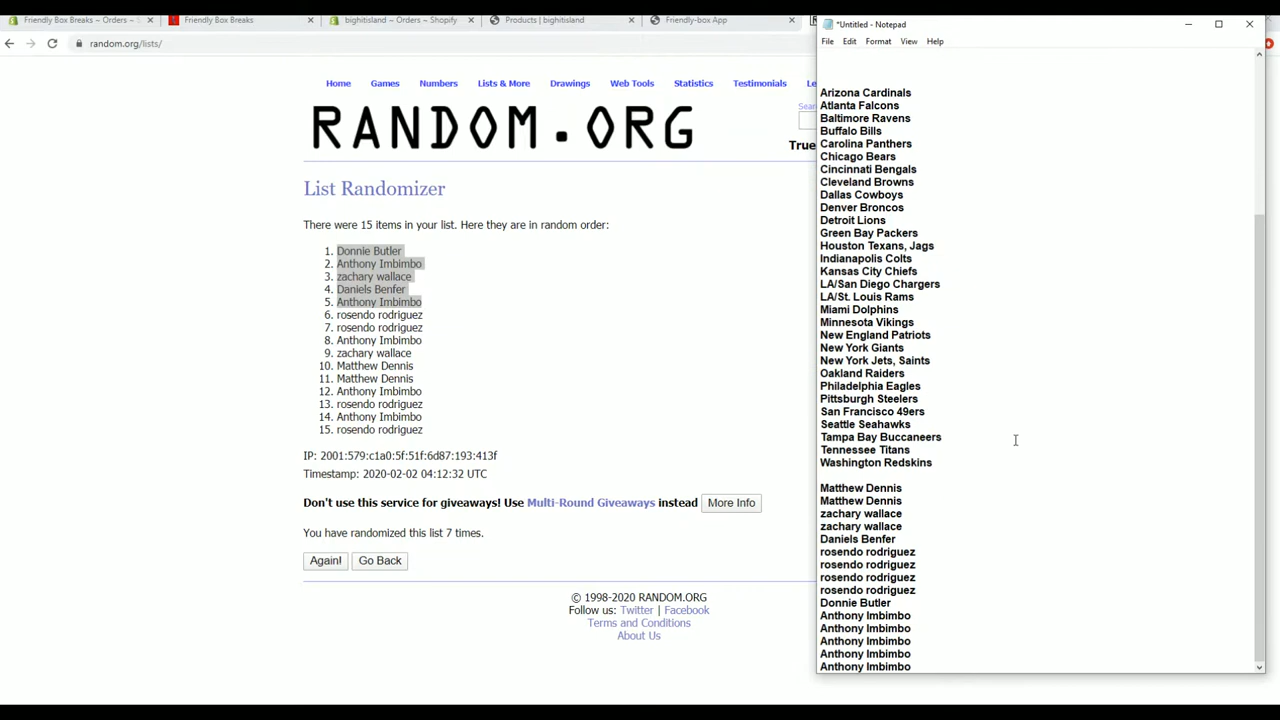 Friendly Box Breaks ~ Orders ~ S
Friendly Box Breaks
bighitisland ~ Orders ~ Shopify
Products | bighitisland
Friendly-box App
random.org/lists/
Home Games Numbers Lists & More Drawings Web Tools Statistics Testimonials Le
Sear
RANDOM.ORG
True
List Randomizer
There were 15 items in your list. Here they are in random order:
1. Donnie Butler
2. Anthony Imbimbo
3. zachary wallace
4. Daniels Benfer
5. Anthony Imbimbo
6. rosendo rodriguez
7. rosendo rodriguez
8. Anthony Imbimbo
9. zachary wallace
10. Matthew Dennis
11. Matthew Dennis
12. Anthony Imbimbo
13. rosendo rodriguez
14. Anthony Imbimbo
15. rosendo rodriguez
IP: 2001:579:c1a0:5f:51f:6d87:193:413f
Timestamp: 2020-02-02 04:12:32 UTC
Don't use this service for giveaways! Use Multi-Round Giveaways instead More Info
You have randomized this list 7 times.
Again! Go Back
© 1998-2020 RANDOM.ORG
Follow us: Twitter | Facebook
Terms and Conditions
About Us
*Untitled - Notepad
File Edit Format View Help
Arizona Cardinals
Atlanta Falcons
Baltimore Ravens
Buffalo Bills
Carolina Panthers
Chicago Bears
Cincinnati Bengals
Cleveland Browns
Dallas Cowboys
Denver Broncos
Detroit Lions
Green Bay Packers
Houston Texans, Jags
Indianapolis Colts
Kansas City Chiefs
LA/San Diego Chargers
LA/St. Louis Rams
Miami Dolphins
Minnesota Vikings
New England Patriots
New York Giants
New York Jets, Saints
Oakland Raiders
Philadelphia Eagles
Pittsburgh Steelers
San Francisco 49ers
Seattle Seahawks
Tampa Bay Buccaneers
Tennessee Titans
Washington Redskins
Matthew Dennis
Matthew Dennis
zachary wallace
zachary wallace
Daniels Benfer
rosendo rodriguez
rosendo rodriguez
rosendo rodriguez
rosendo rodriguez
Donnie Butler
Anthony Imbimbo
Anthony Imbimbo
Anthony Imbimbo
Anthony Imbimbo
Anthony Imbimbo